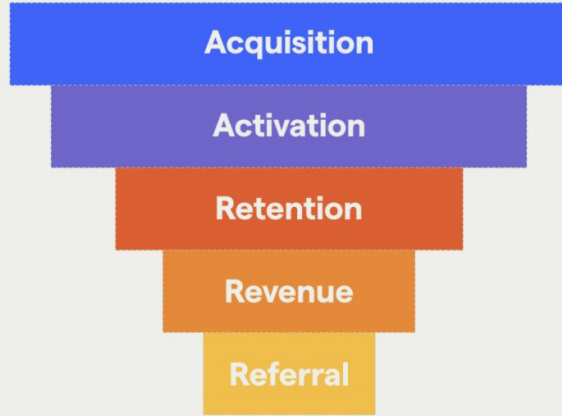 Acquisition
Activation
Retention
Revenue
Referral